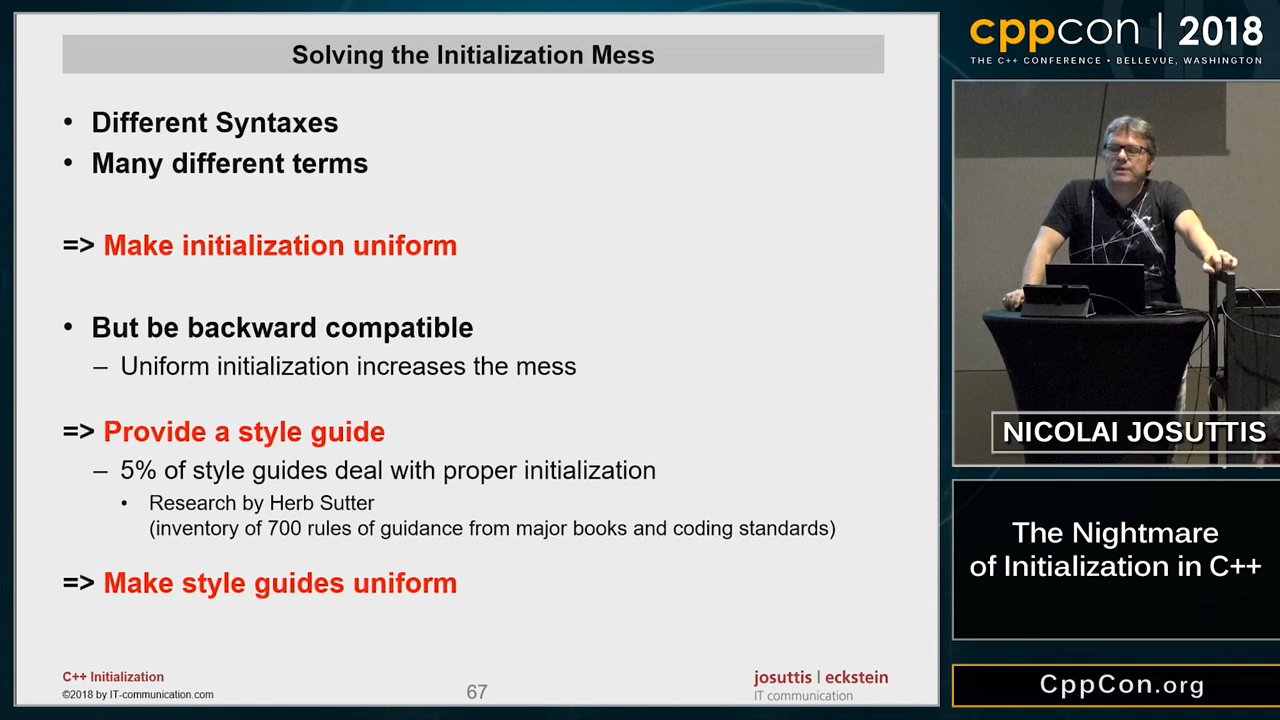 Solving the Initialization Mess
• Different Syntaxes
• Many different terms
=> Make initialization uniform
• But be backward compatible
– Uniform initialization increases the mess
=> Provide a style guide
– 5% of style guides deal with proper initialization
• Research by Herb Sutter
(inventory of 700 rules of guidance from major books and coding standards)
=> Make style guides uniform
C++ Initialization
©2018 by IT-communication.com
67
josuttis | eckstein
IT communication
cppcon | 2018
THE C++ CONFERENCE • BELLEVUE, WASHINGTON
NICOLAI JOSUTTIS
The Nightmare
of Initialization in C++
CppCon.org